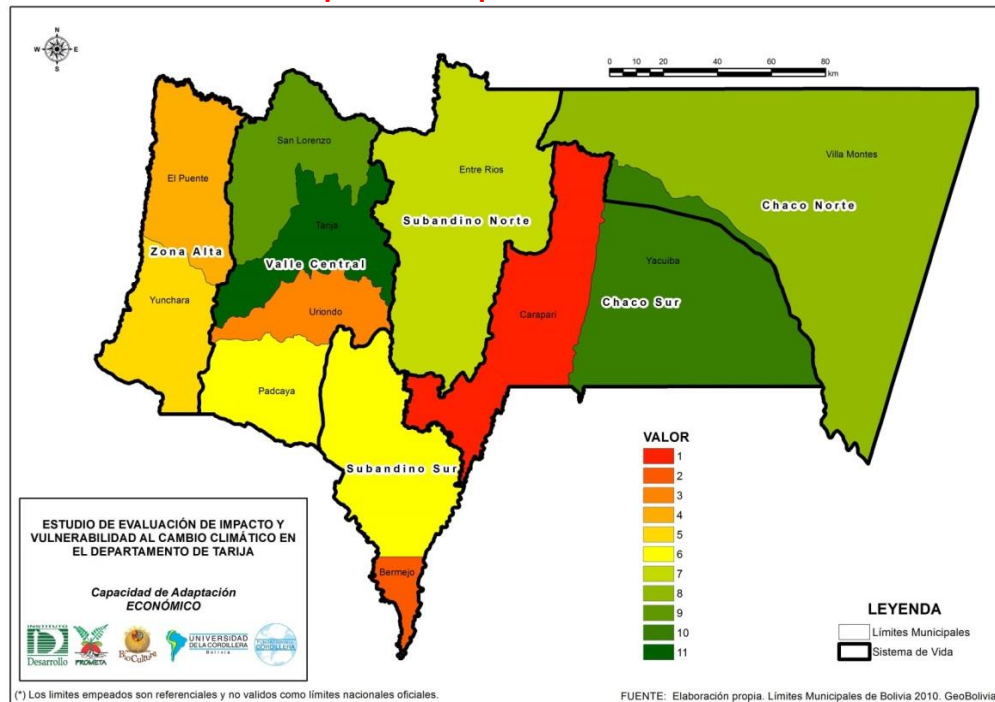 N
W E
S
0 10 20 40 60 80
km
San Lorenzo
Villa Montes
El Puente
Entre Rios
Chaco Norte
Subandino Norte
Tarija
Zona Alta
Valle Central
Yacuiba
Yunchara
Chaco Sur
Uriondo
Caraparí
Padcaya
Subandino Sur
Bermejo
VALOR
1
2
3
4
5
6
7
8
9
10
11
ESTUDIO DE EVALUACIÓN DE IMPACTO Y
VULNERABILIDAD AL CAMBIO CLIMÁTICO EN
EL DEPARTAMENTO DE TARIJA
Capacidad de Adaptación
ECONÓMICO
INSTITUTO
Desarrollo
PROMETA
BioCultura
UNIVERSIDAD
DE LA CORDILLERA
Bolivia
CORDILLERA
LEYENDA
Límites Municipales
Sistema de Vida
(*) Los limites empeados son referenciales y no validos como límites nacionales oficiales.
FUENTE: Elaboración propia. Límites Municipales de Bolivia 2010. GeoBolivia